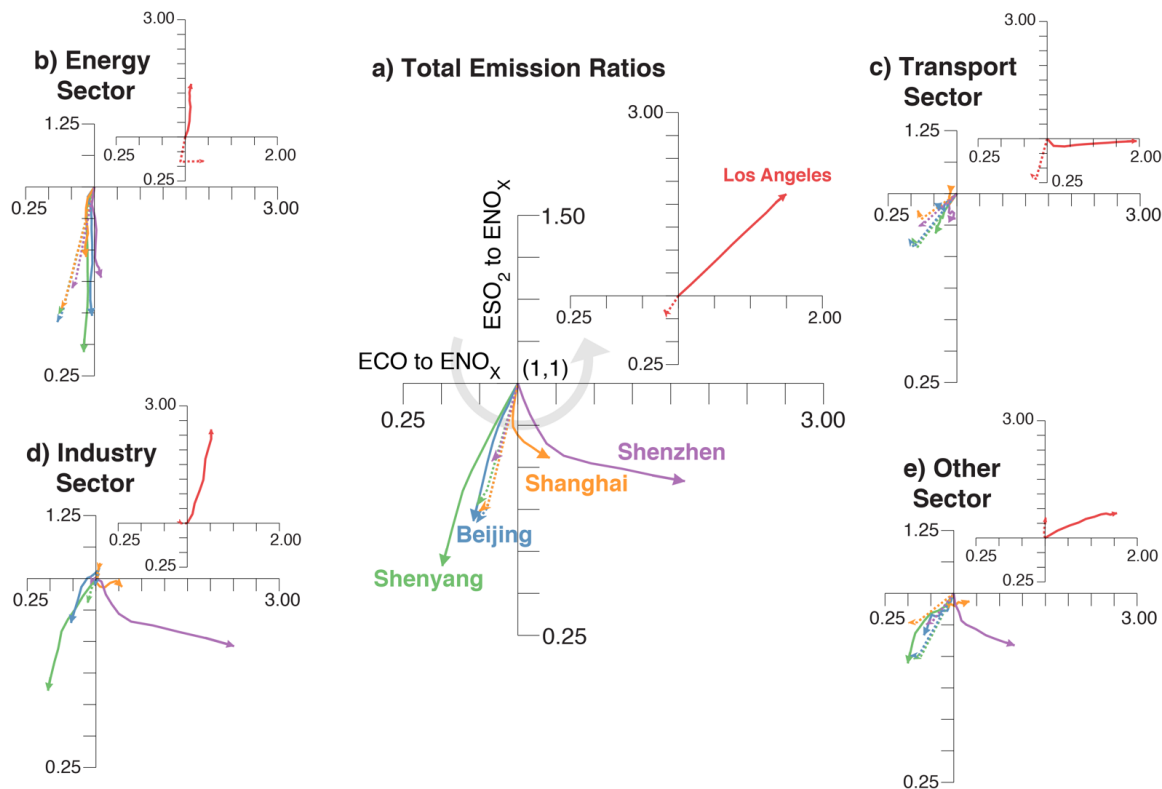 3.00
b) Energy
Sector
1.25
0.25
2.00
0.25
0.25
3.00
0.25
a) Total Emission Ratios
3.00
Los Angeles
1.50
ESO2 to ENOX
0.25
2.00
0.25
ECO to ENOX
(1,1)
0.25
3.00
Shenzhen
Shanghai
Beijing
Shenyang
0.25
3.00
c) Transport
Sector
1.25
0.25
2.00
0.25
0.25
3.00
0.25
3.00
d) Industry
Sector
1.25
0.25
2.00
0.25
0.25
3.00
0.25
3.00
e) Other
Sector
1.25
0.25
2.00
0.25
0.25
3.00
0.25